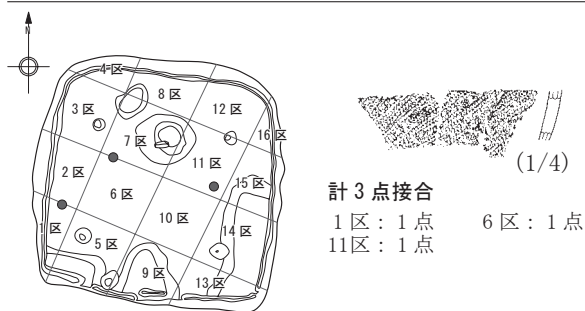 N
4区
8区
3区
12区
7区
16区
11区
2区
15区
6区
10区
1区
14区
5区
9区
13区
(1/4)
計3点接合
1区：1点　6区：1点
11区：1点